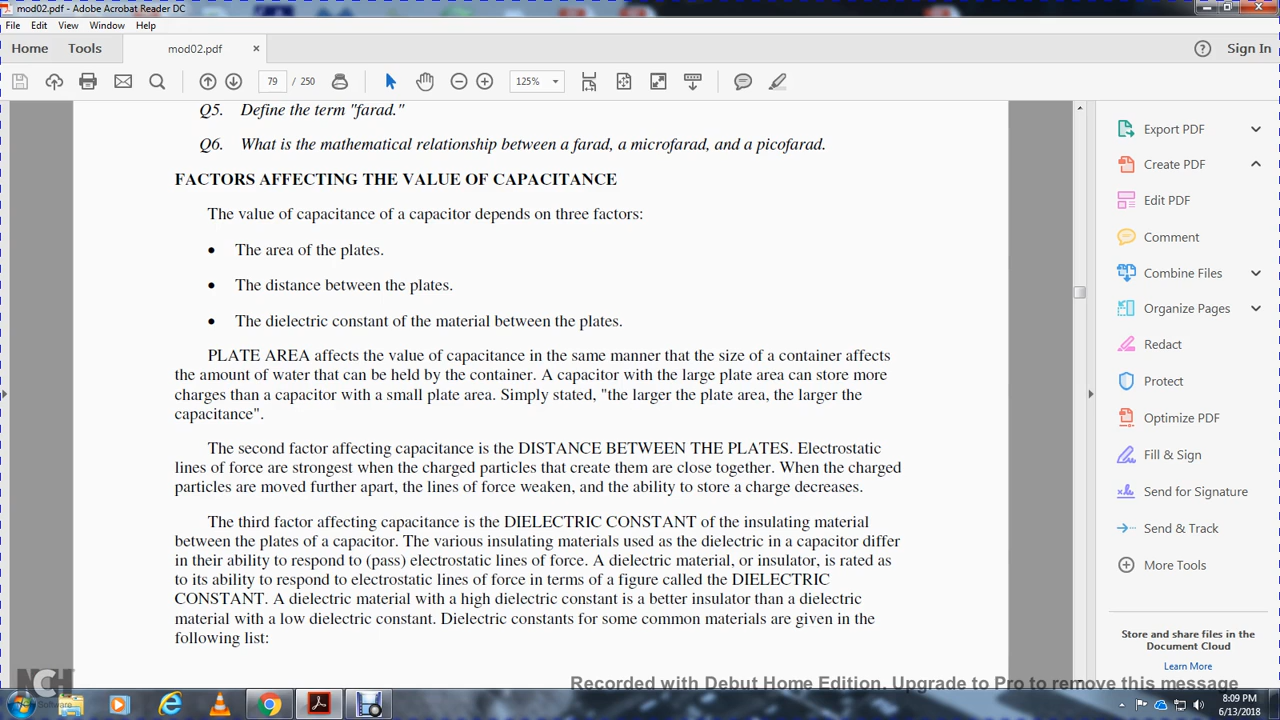 mod02.pdf - Adobe Acrobat Reader DC
File Edit View Window Help
Home Tools mod02.pdf × Sign In
79 / 250 125%
Q5. Define the term "farad."
Q6. What is the mathematical relationship between a farad, a microfarad, and a picofarad.
FACTORS AFFECTING THE VALUE OF CAPACITANCE
The value of capacitance of a capacitor depends on three factors:
• The area of the plates.
• The distance between the plates.
• The dielectric constant of the material between the plates.
PLATE AREA affects the value of capacitance in the same manner that the size of a container affects
the amount of water that can be held by the container. A capacitor with the large plate area can store more
charges than a capacitor with a small plate area. Simply stated, "the larger the plate area, the larger the
capacitance".
The second factor affecting capacitance is the DISTANCE BETWEEN THE PLATES. Electrostatic
lines of force are strongest when the charged particles that create them are close together. When the charged
particles are moved further apart, the lines of force weaken, and the ability to store a charge decreases.
The third factor affecting capacitance is the DIELECTRIC CONSTANT of the insulating material
between the plates of a capacitor. The various insulating materials used as the dielectric in a capacitor differ
in their ability to respond to (pass) electrostatic lines of force. A dielectric material, or insulator, is rated as
to its ability to respond to electrostatic lines of force in terms of a figure called the DIELECTRIC
CONSTANT. A dielectric material with a high dielectric constant is a better insulator than a dielectric
material with a low dielectric constant. Dielectric constants for some common materials are given in the
following list:
Export PDF
Create PDF
Edit PDF
Comment
Combine Files
Organize Pages
Redact
Protect
Optimize PDF
Fill & Sign
Send for Signature
Send & Track
More Tools
Store and share files in the
Document Cloud
Learn More
Recorded with Debut Home Edition. Upgrade to Pro to remove this message
NCH
Software
8:09 PM
6/13/2018